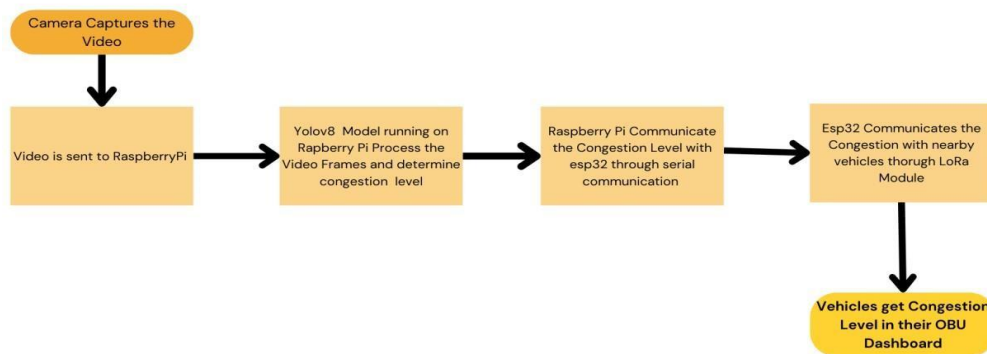 Camera Captures the
Video
Video is sent to RaspberryPi
Yolov8 Model running on
Rapberry Pi Process the
Video Frames and determine
congestion level
Raspberry Pi Communicate
the Congestion Level with
esp32 through serial
communication
Esp32 Communicates the
Congestion with nearby
vehicles thorugh LoRa
Module
Vehicles get Congestion
Level in their OBU
Dashboard